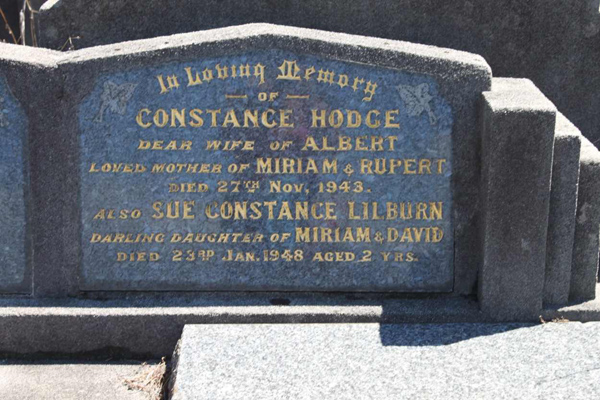 In Loving Memory
OF
CONSTANCE HODGE
DEAR WIFE OF ALBERT
LOVED MOTHER OF MIRIAM & RUPERT
DIED 27TH NOV, 1943.
ALSO SUE CONSTANCE LILBURN
DARLING DAUGHTER OF MIRIAM & DAVID
DIED 23RD JAN. 1948 AGED 2 YRS.